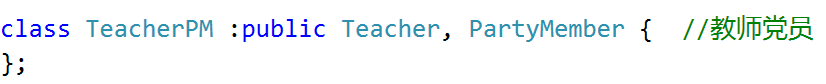 class TeacherPM :public Teacher, PartyMember {  //教师党员
};